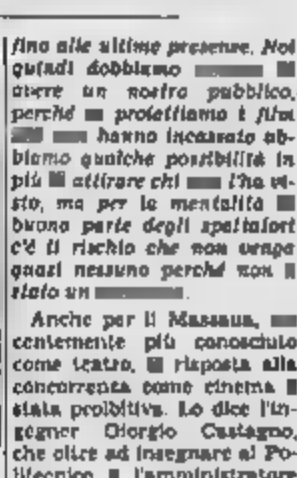 fino alle ultime presenze. Noi
quindi dobbiamo
avere un nostro pubblico,
perché proiettiamo i film
hanno incassato ab-
biamo qualche possibilità in
più attirare chi l'ha vi-
sto, ma per la mentalità
buona parte degli spettatori
c'è il rischio che non venga
quasi nessuno perché non
stato un
Anche per il Massaua,
centemente più conosciuto
come teatro, risposta alla
concorrenza come cinema
stata proibitiva. Lo dice l'in-
gegner Giorgio Castagno,
che oltre ad insegnare al Po-
litecnico l'amministratore